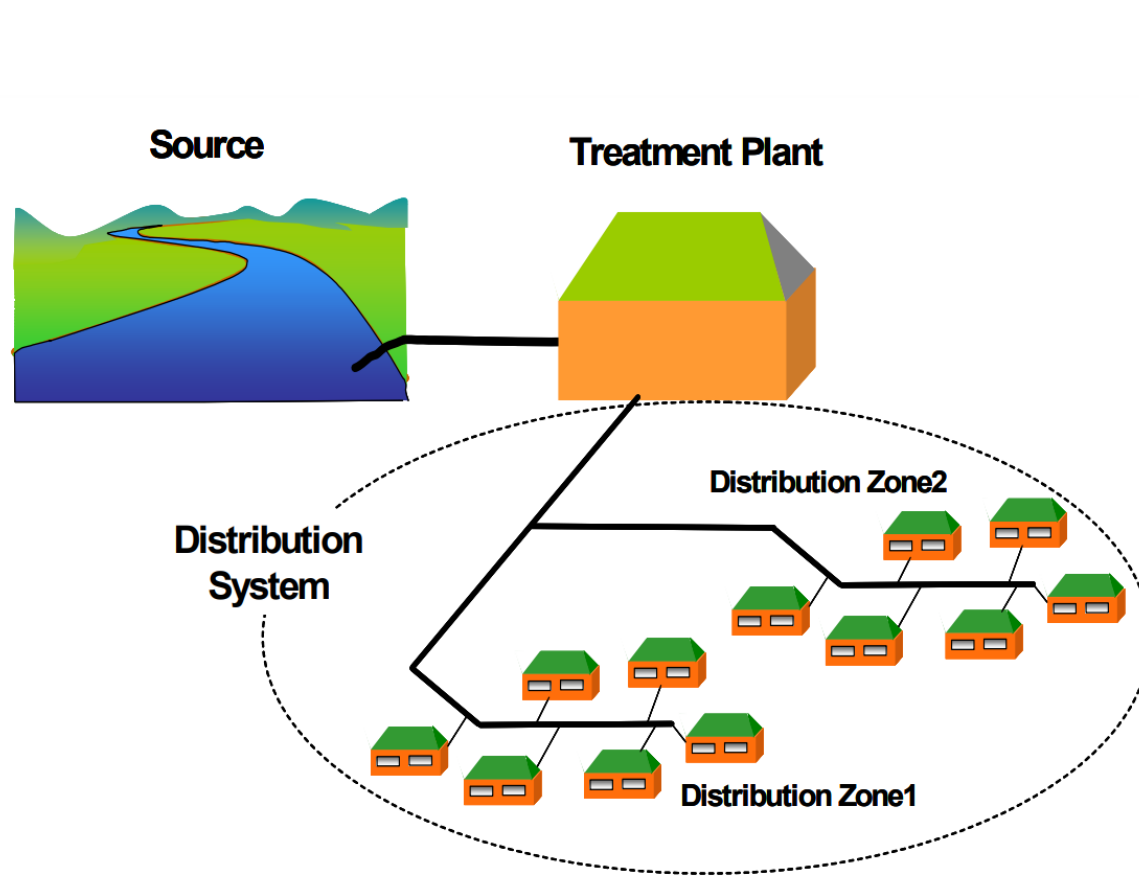 Source
Treatment Plant
Distribution Zone2
Distribution
System
Distribution Zone1